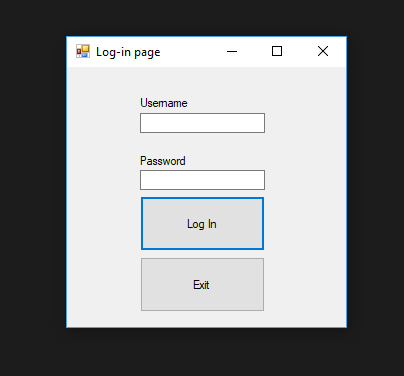 Log-in page
Username
Password
Log In
Exit